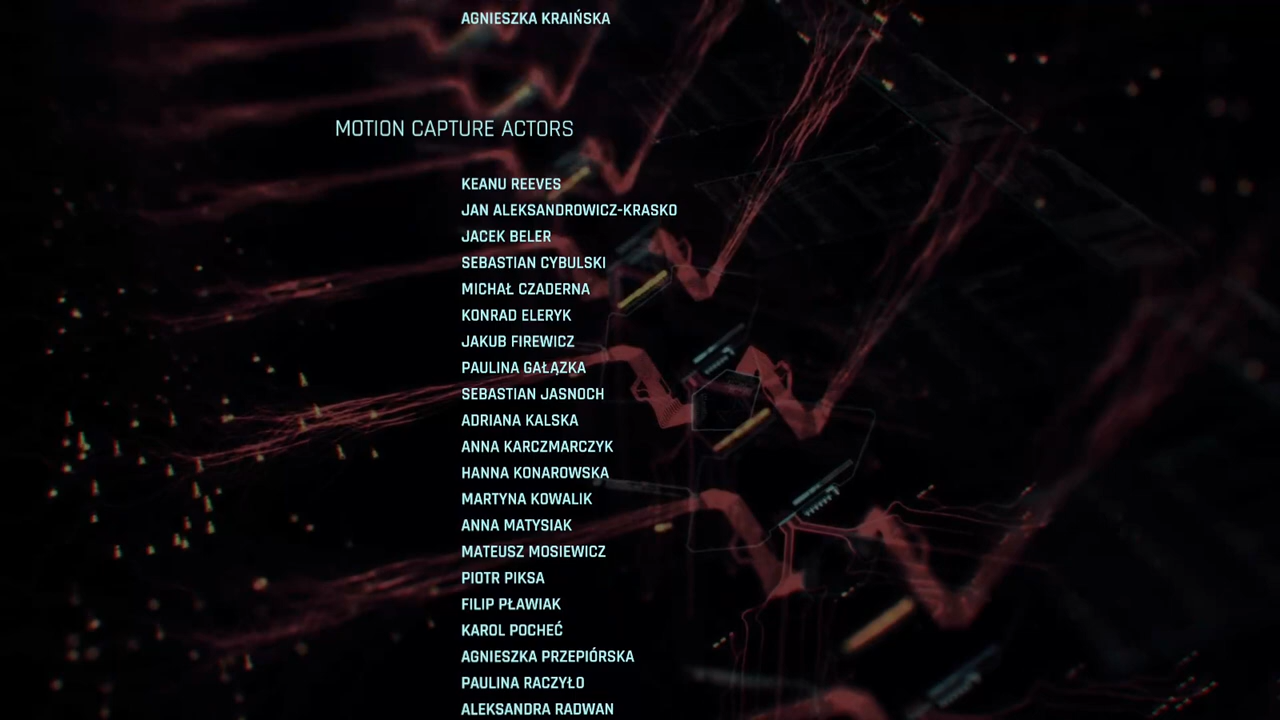 AGNIESZKA KRAIŃSKA
MOTION CAPTURE ACTORS
KEANU REEVES
JAN ALEKSANDROWICZ-KRASKO
JACEK BELER
SEBASTIAN CYBULSKI
MICHAŁ CZADERNA
KONRAD ELERYK
JAKUB FIREWICZ
PAULINA GAŁĄZKA
SEBASTIAN JASNOCH
ADRIANA KALSKA
ANNA KARCZMARCZYK
HANNA KONAROWSKA
MARTYNA KOWALIK
ANNA MATYSIAK
MATEUSZ MOSIEWICZ
PIOTR PIKSA
FILIP PŁAWIAK
KAROL POCHEĆ
AGNIESZKA PRZEPIÓRSKA
PAULINA RACZYŁO
ALEKSANDRA RADWAN